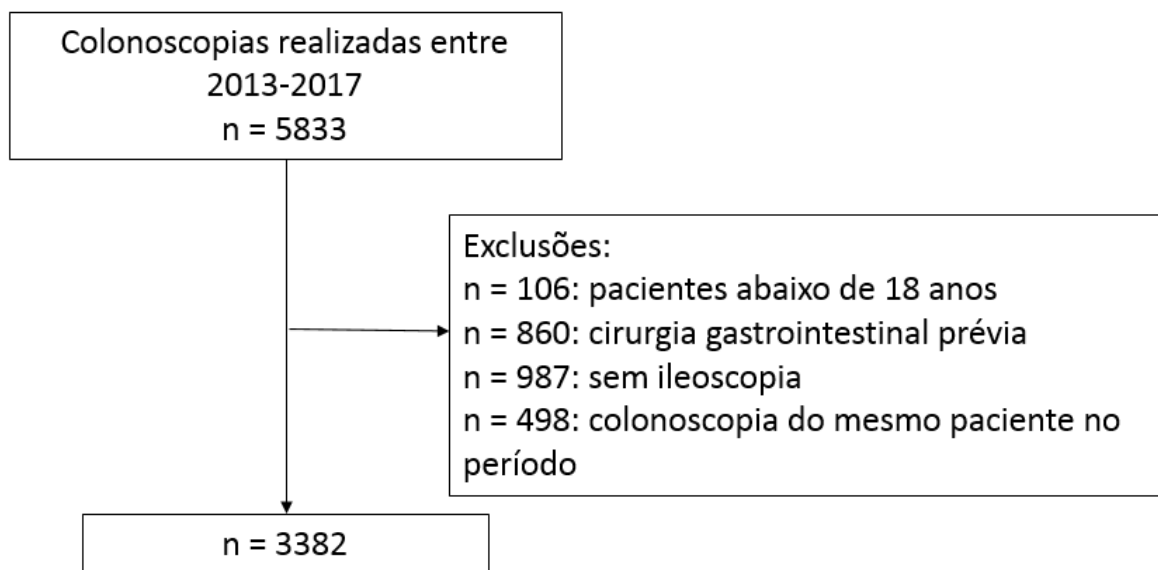 Colonoscopias realizadas entre
2013-2017
n = 5833
Exclusões:
n = 106: pacientes abaixo de 18 anos
n = 860: cirurgia gastrointestinal prévia
n = 987: sem ileoscopia
n = 498: colonoscopia do mesmo paciente no
período
n = 3382